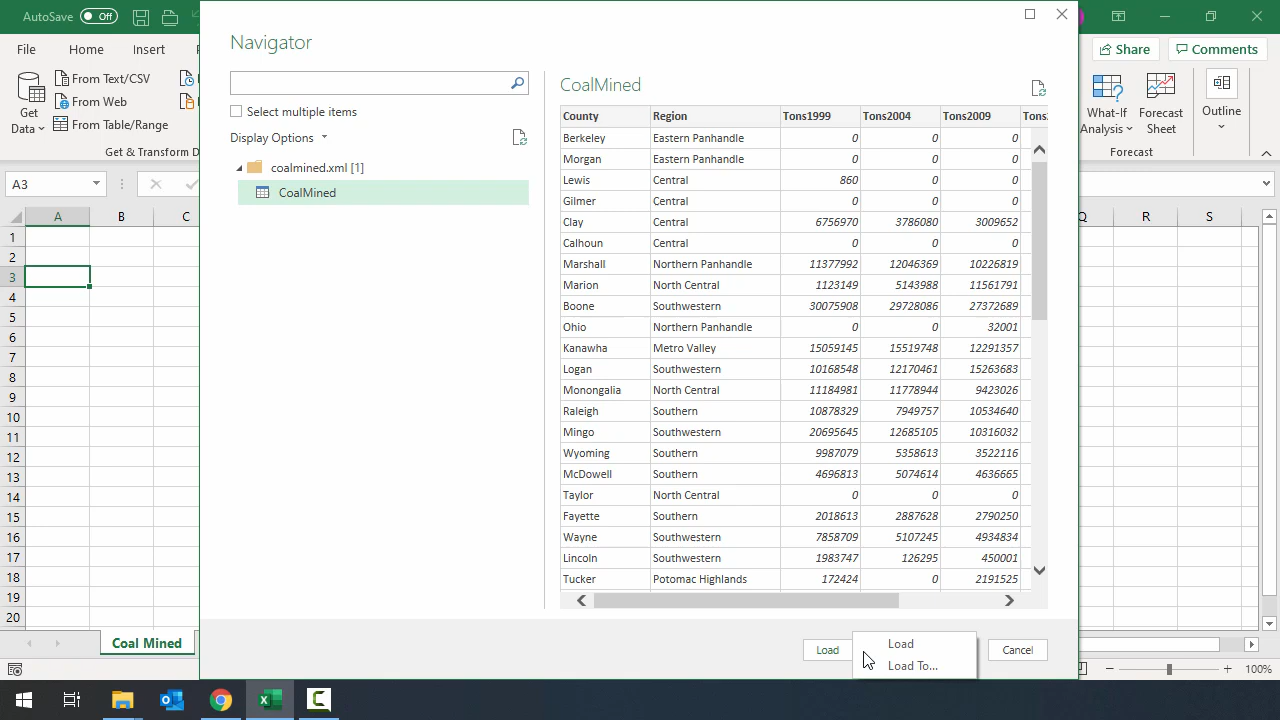 AutoSave Off
File Home Insert
Share Comments
Get Data
From Text/CSV
From Web
From Table/Range
Get & Transform D
What-If Analysis
Forecast Sheet
Outline
Forecast
A3
A B C
Q R S
1
2
3
4
5
6
7
8
9
10
11
12
13
14
15
16
17
18
19
20
Navigator
Select multiple items
Display Options
coalmined.xml [1]
CoalMined
CoalMined
County Region Tons1999 Tons2004 Tons2009 Tons2
Berkeley Eastern Panhandle 0 0 0
Morgan Eastern Panhandle 0 0 0
Lewis Central 860 0 0
Gilmer Central 0 0 0
Clay Central 6756970 3786080 3009652
Calhoun Central 0 0 0
Marshall Northern Panhandle 11377992 12046369 10226819
Marion North Central 1123149 5143988 11561791
Boone Southwestern 30075908 29728086 27372689
Ohio Northern Panhandle 0 0 32001
Kanawha Metro Valley 15059145 15519748 12291357
Logan Southwestern 10168548 12170461 15263683
Monongalia North Central 11184981 11778944 9423026
Raleigh Southern 10878329 7949757 10534640
Mingo Southwestern 20695645 12685105 10316032
Wyoming Southern 9987079 5358613 3522116
McDowell Southern 4696813 5074614 4636665
Taylor North Central 0 0 0
Fayette Southern 2018613 2887628 2790250
Wayne Southwestern 7858709 5107245 4934834
Lincoln Southwestern 1983747 126295 450001
Tucker Potomac Highlands 172424 0 2191525
Load
Load
Load To...
Cancel
Coal Mined
100%